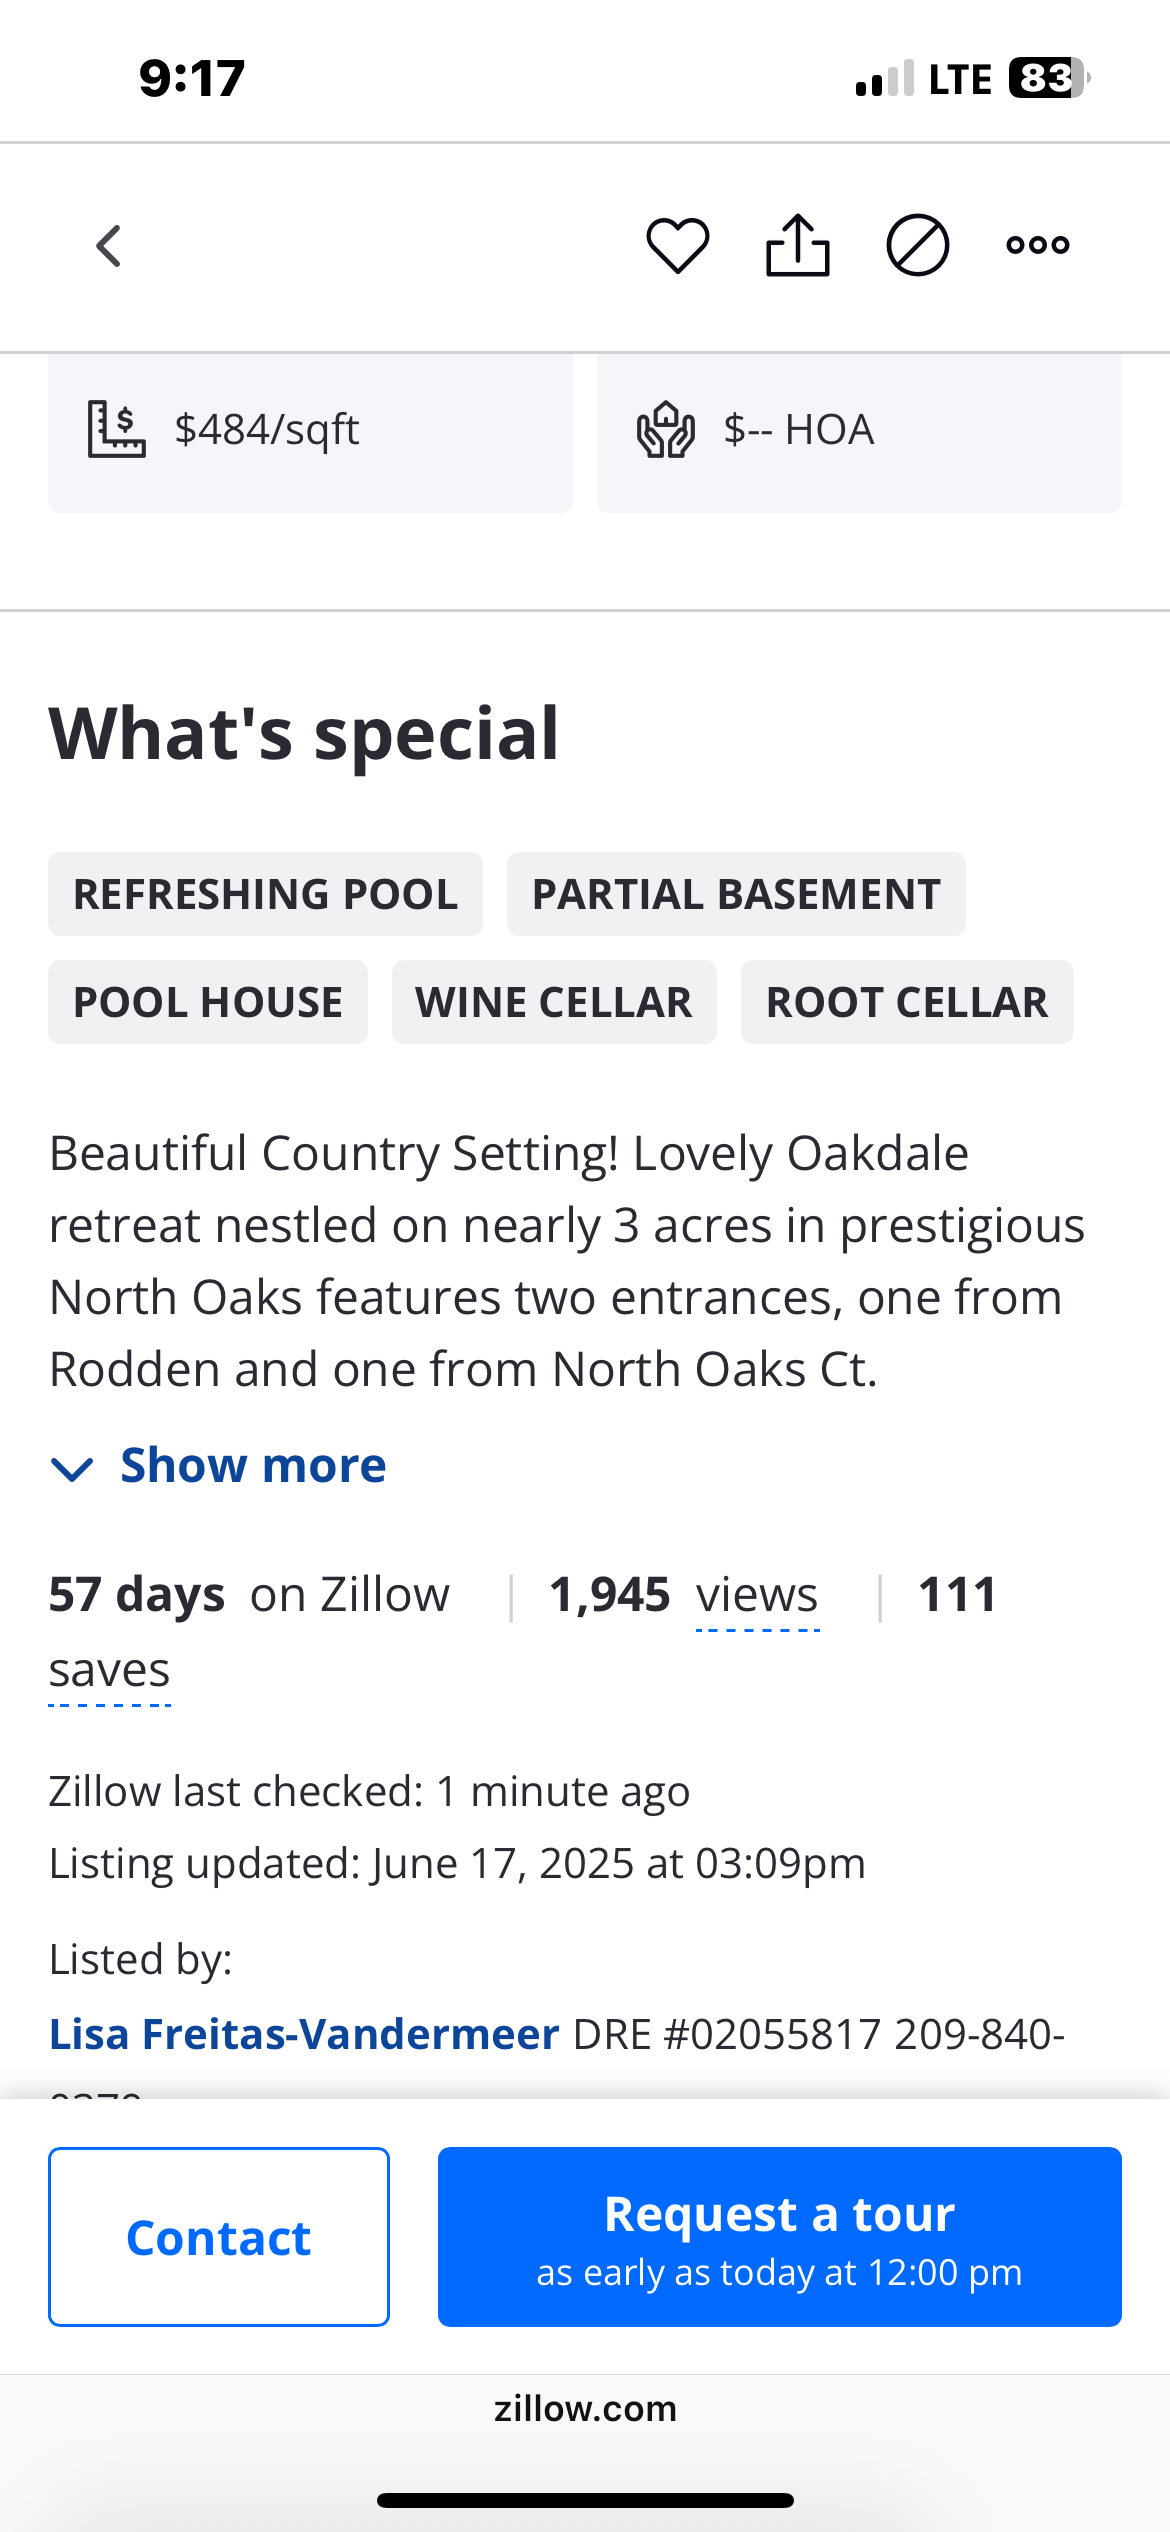 9:17
LTE 83
$484/sqft
$-- HOA
What's special
REFRESHING POOL
PARTIAL BASEMENT
POOL HOUSE
WINE CELLAR
ROOT CELLAR
Beautiful Country Setting! Lovely Oakdale
retreat nestled on nearly 3 acres in prestigious
North Oaks features two entrances, one from
Rodden and one from North Oaks Ct.
Show more
57 days on Zillow | 1,945 views | 111
saves
Zillow last checked: 1 minute ago
Listing updated: June 17, 2025 at 03:09pm
Listed by:
Lisa Freitas-Vandermeer DRE #02055817 209-840-
Contact
Request a tour
as early as today at 12:00 pm
zillow.com